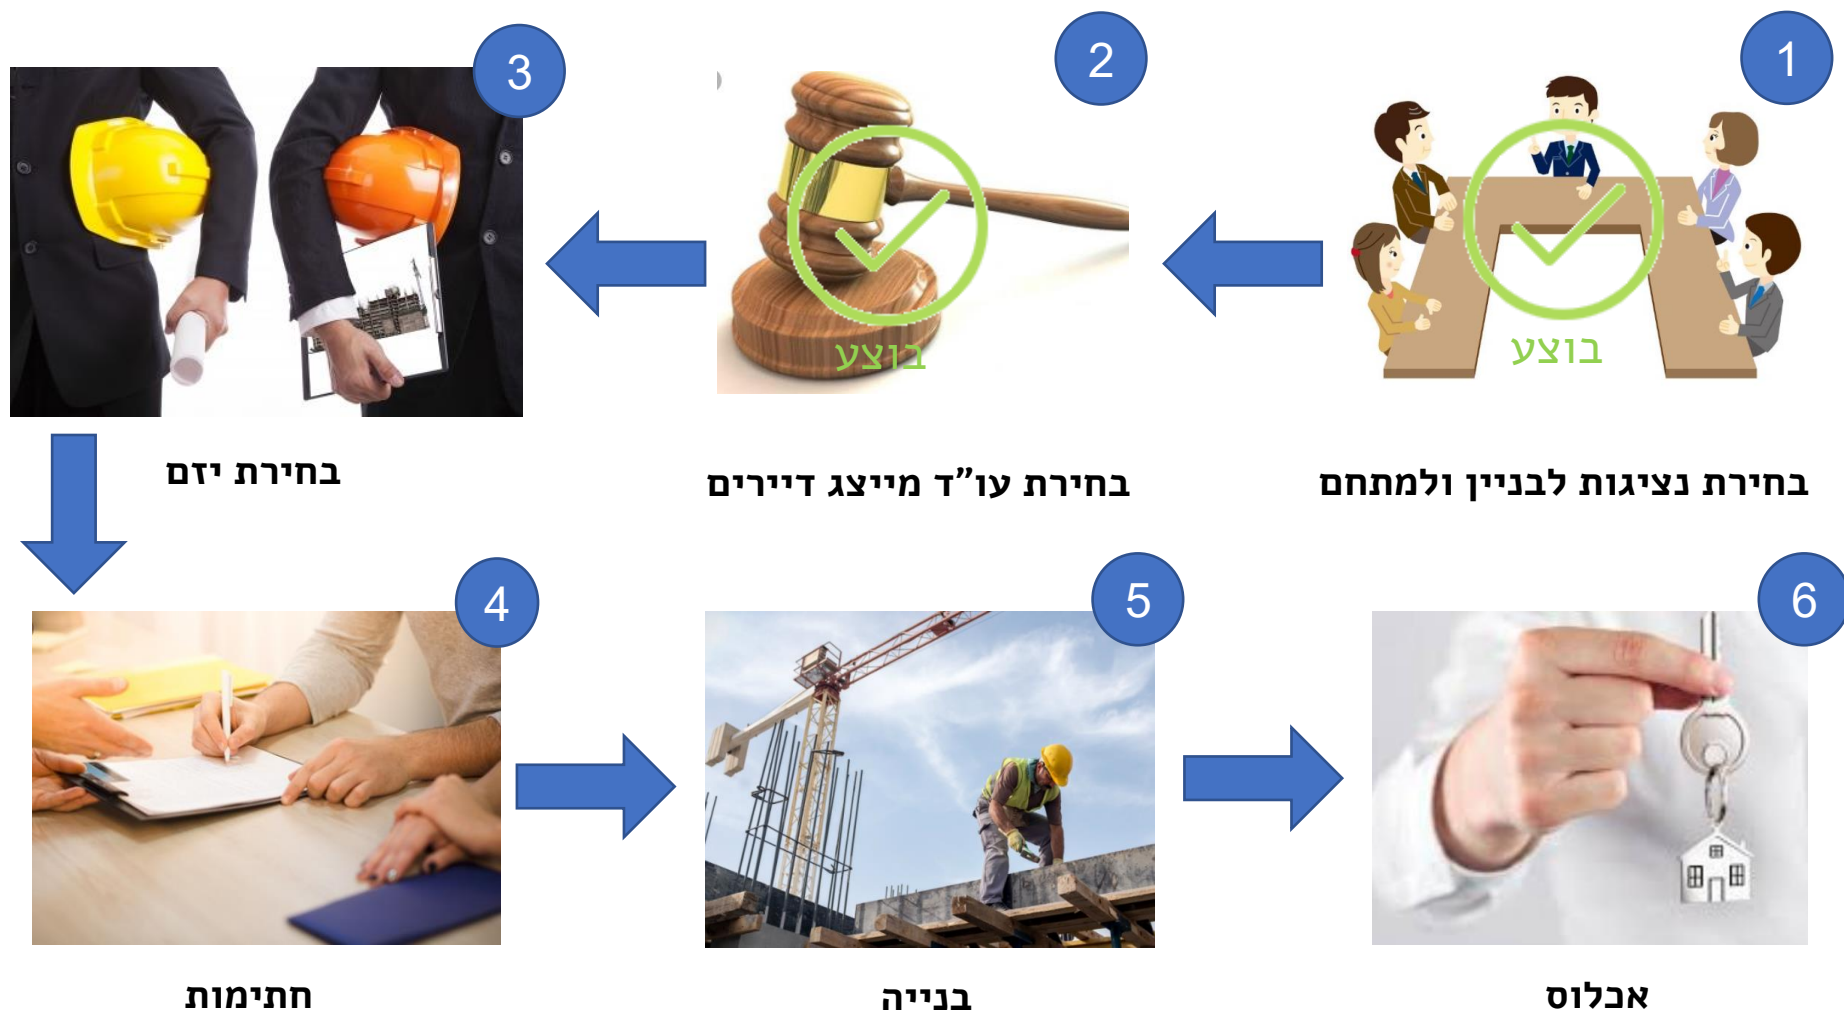 1
בוצע
בחירת נציגות לבניין ולמתחם
2
בוצע
בחירת עו"ד מייצג דיירים
3
בחירת יזם
4
חתימות
5
בנייה
6
אכלוס